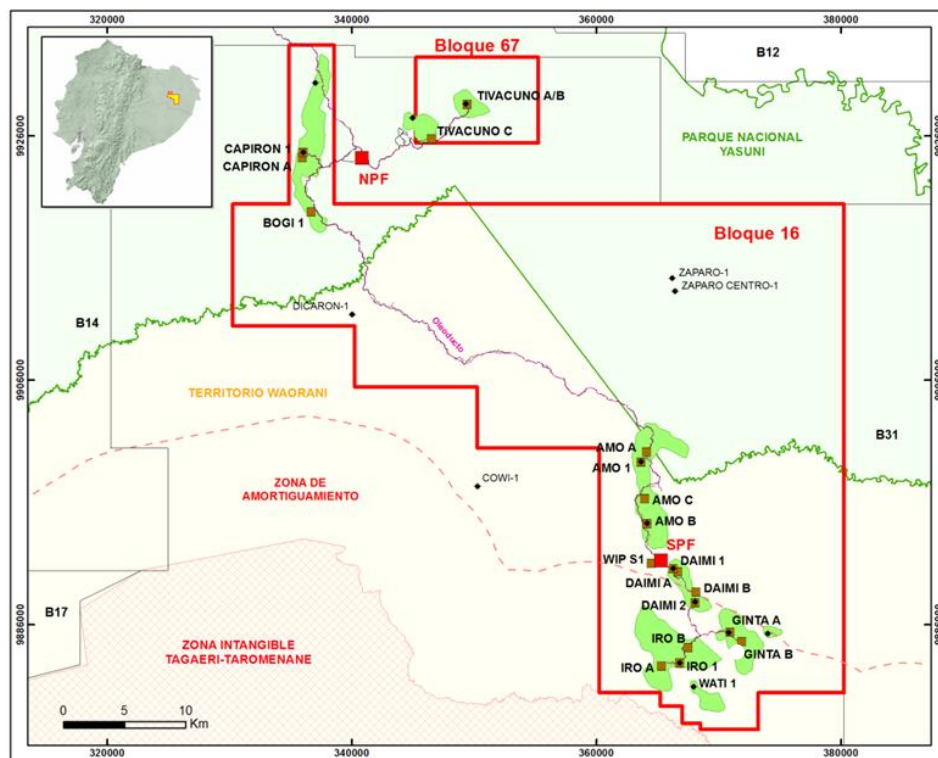 320000
340000
360000
380000
Bloque 67
B12
TIVACUNO A/B
9926000
9926000
TIVACUNO C
PARQUE NACIONAL
YASUNI
CAPIRON 1
CAPIRON A
NPF
BOGI 1
Bloque 16
ZAPARO-1
ZAPARO CENTRO-1
DICARON-1
B14
Oleoducto
9906000
9906000
TERRITORIO WAORANI
B31
AMO A
AMO 1
ZONA DE
AMORTIGUAMIENTO
COWI-1
AMO C
AMO B
SPF
WIP S1
DAIMI 1
DAIMI A
DAIMI B
DAIMI 2
B17
9886000
9886000
GINTA A
ZONA INTANGIBLE
TAGAERI-TAROMENANE
IRO B
GINTA B
IRO A
IRO 1
WATI 1
0 5 10
Km
320000
340000
360000
380000